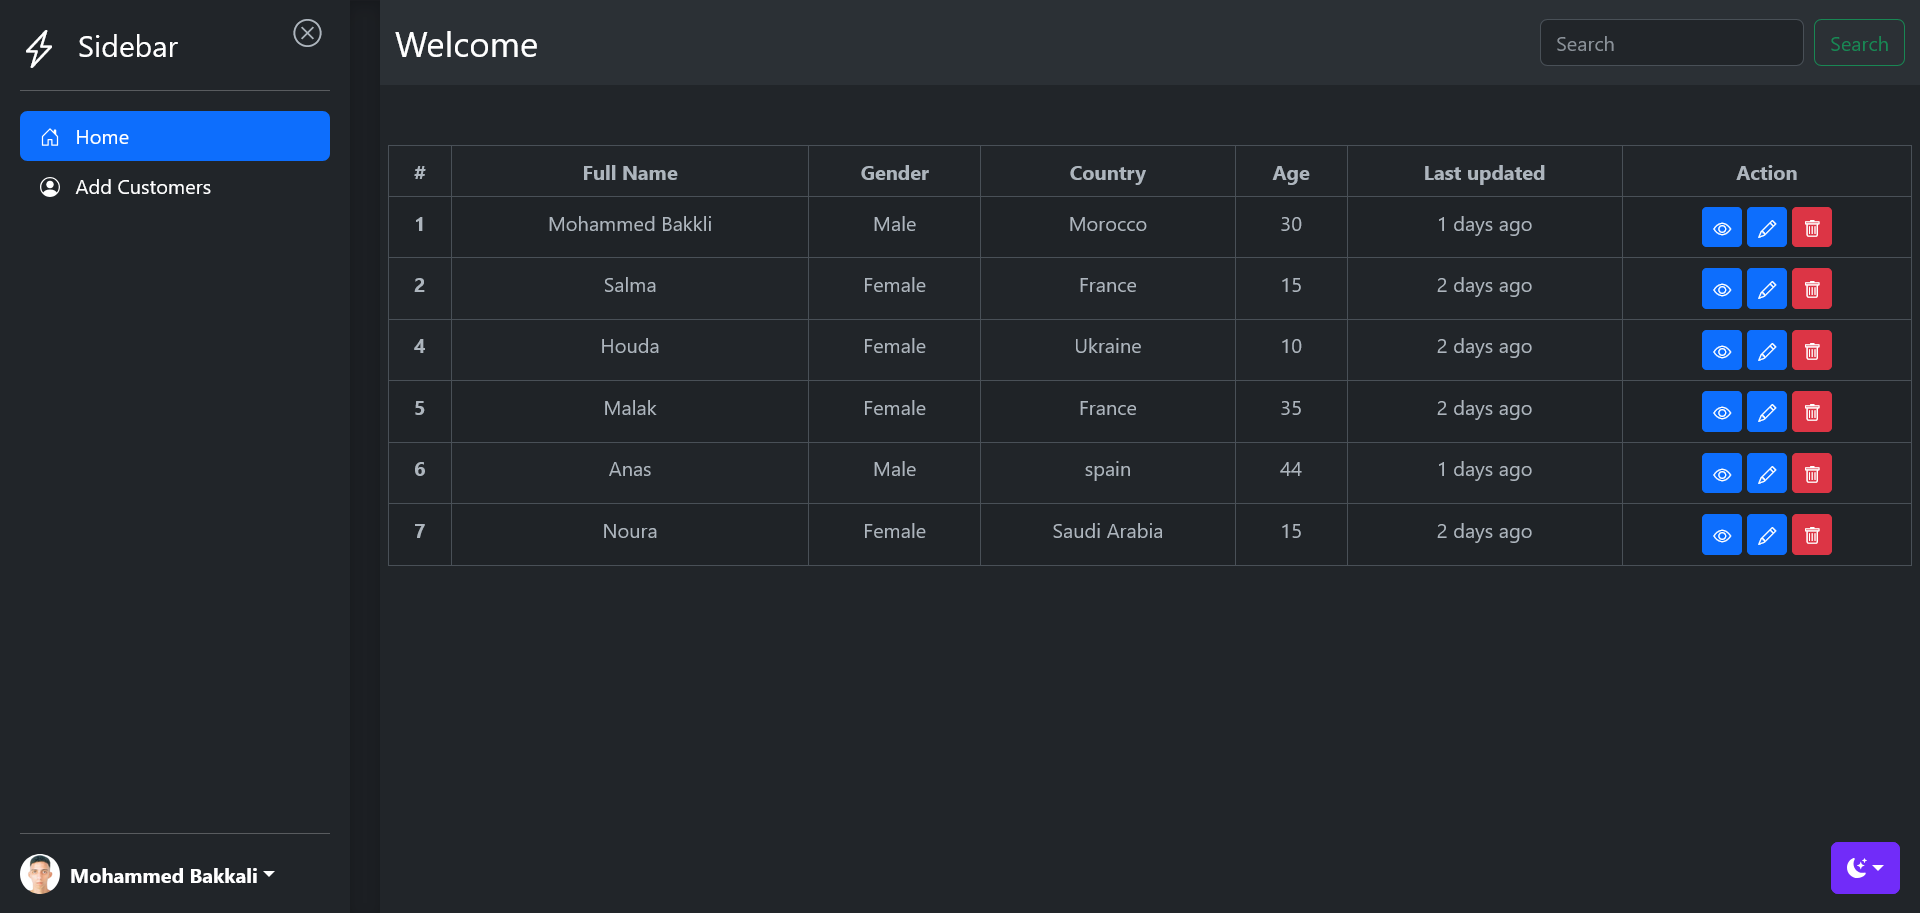 Sidebar
Home
Add Customers
Mohammed Bakkali
Welcome
Search Search
# Full Name Gender Country Age Last updated Action
1 Mohammed Bakkli Male Morocco 30 1 days ago
2 Salma Female France 15 2 days ago
4 Houda Female Ukraine 10 2 days ago
5 Malak Female France 35 2 days ago
6 Anas Male spain 44 1 days ago
7 Noura Female Saudi Arabia 15 2 days ago